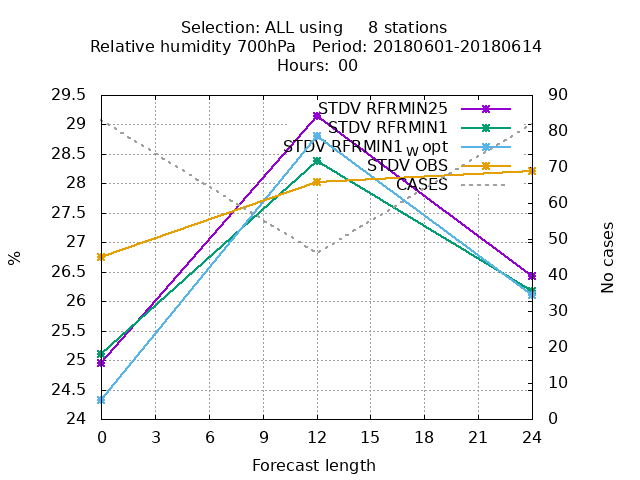 Selection: ALL using 8 stations
Relative humidity 700hPa Period: 20180601-20180614
Hours: 00
29.5
29
28.5
28
27.5
27
26.5
26
25.5
25
24.5
24
%
STDV RFRMIN25
STDV RFRMIN1
STDV RFRMIN1_wopt
STDV OBS
CASES
90
80
70
60
50
40
30
20
10
0
No cases
0 3 6 9 12 15 18 21 24
Forecast length